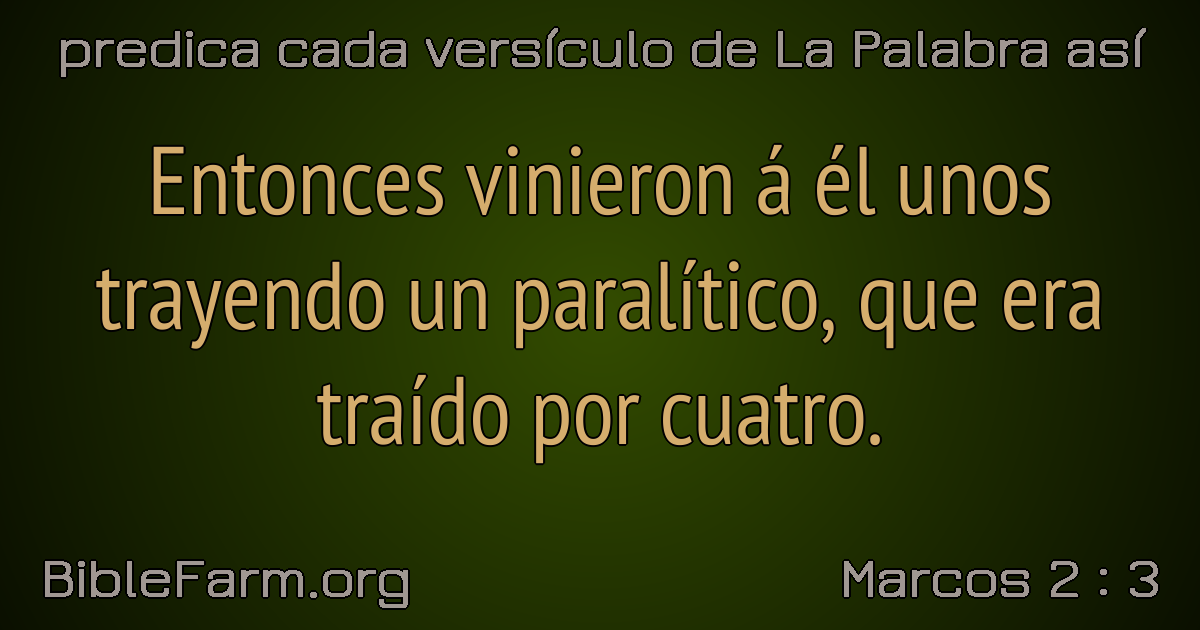 predica cada versículo de La Palabra así
Entonces vinieron á él unos
trayendo un paralítico, que era
traído por cuatro.
BibleFarm.org
Marcos 2 : 3